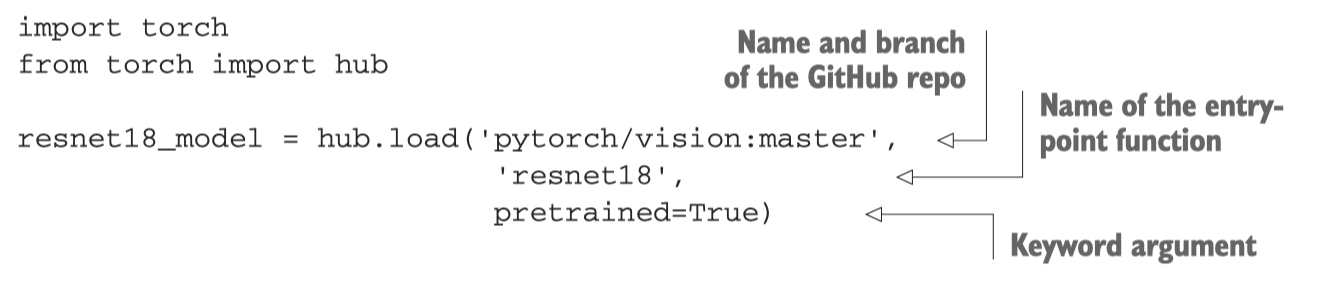 import torch
from torch import hub
resnet18_model = hub.load('pytorch/vision:master',
'resnet18',
pretrained=True)
Name and branch
of the GitHub repo
Name of the entry-
point function
Keyword argument